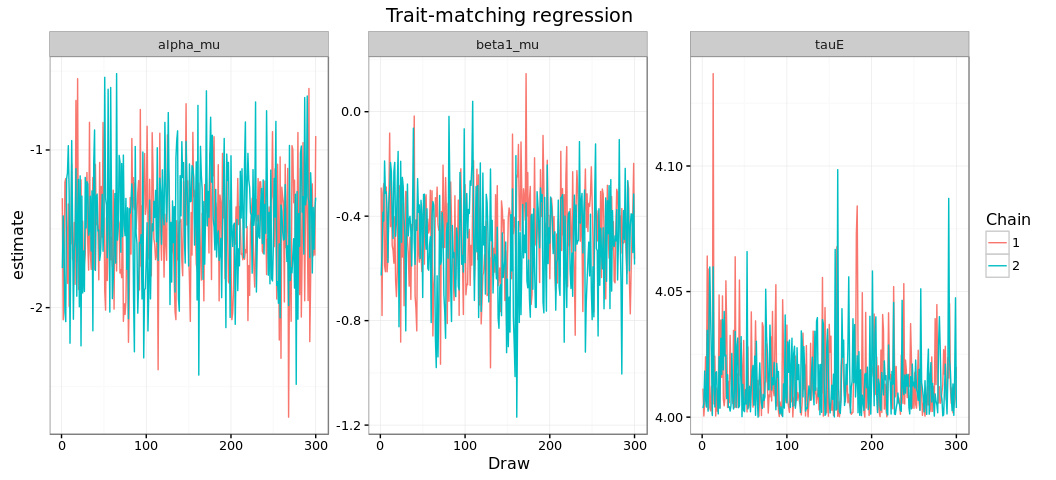 Trait-matching regression
alpha_mu
beta1_mu
tauE
estimate
-1
-2
0.0
-0.4
-0.8
-1.2
4.10
4.05
4.00
0 100 200 300
0 100 200 300
0 100 200 300
Draw
Chain
1
2